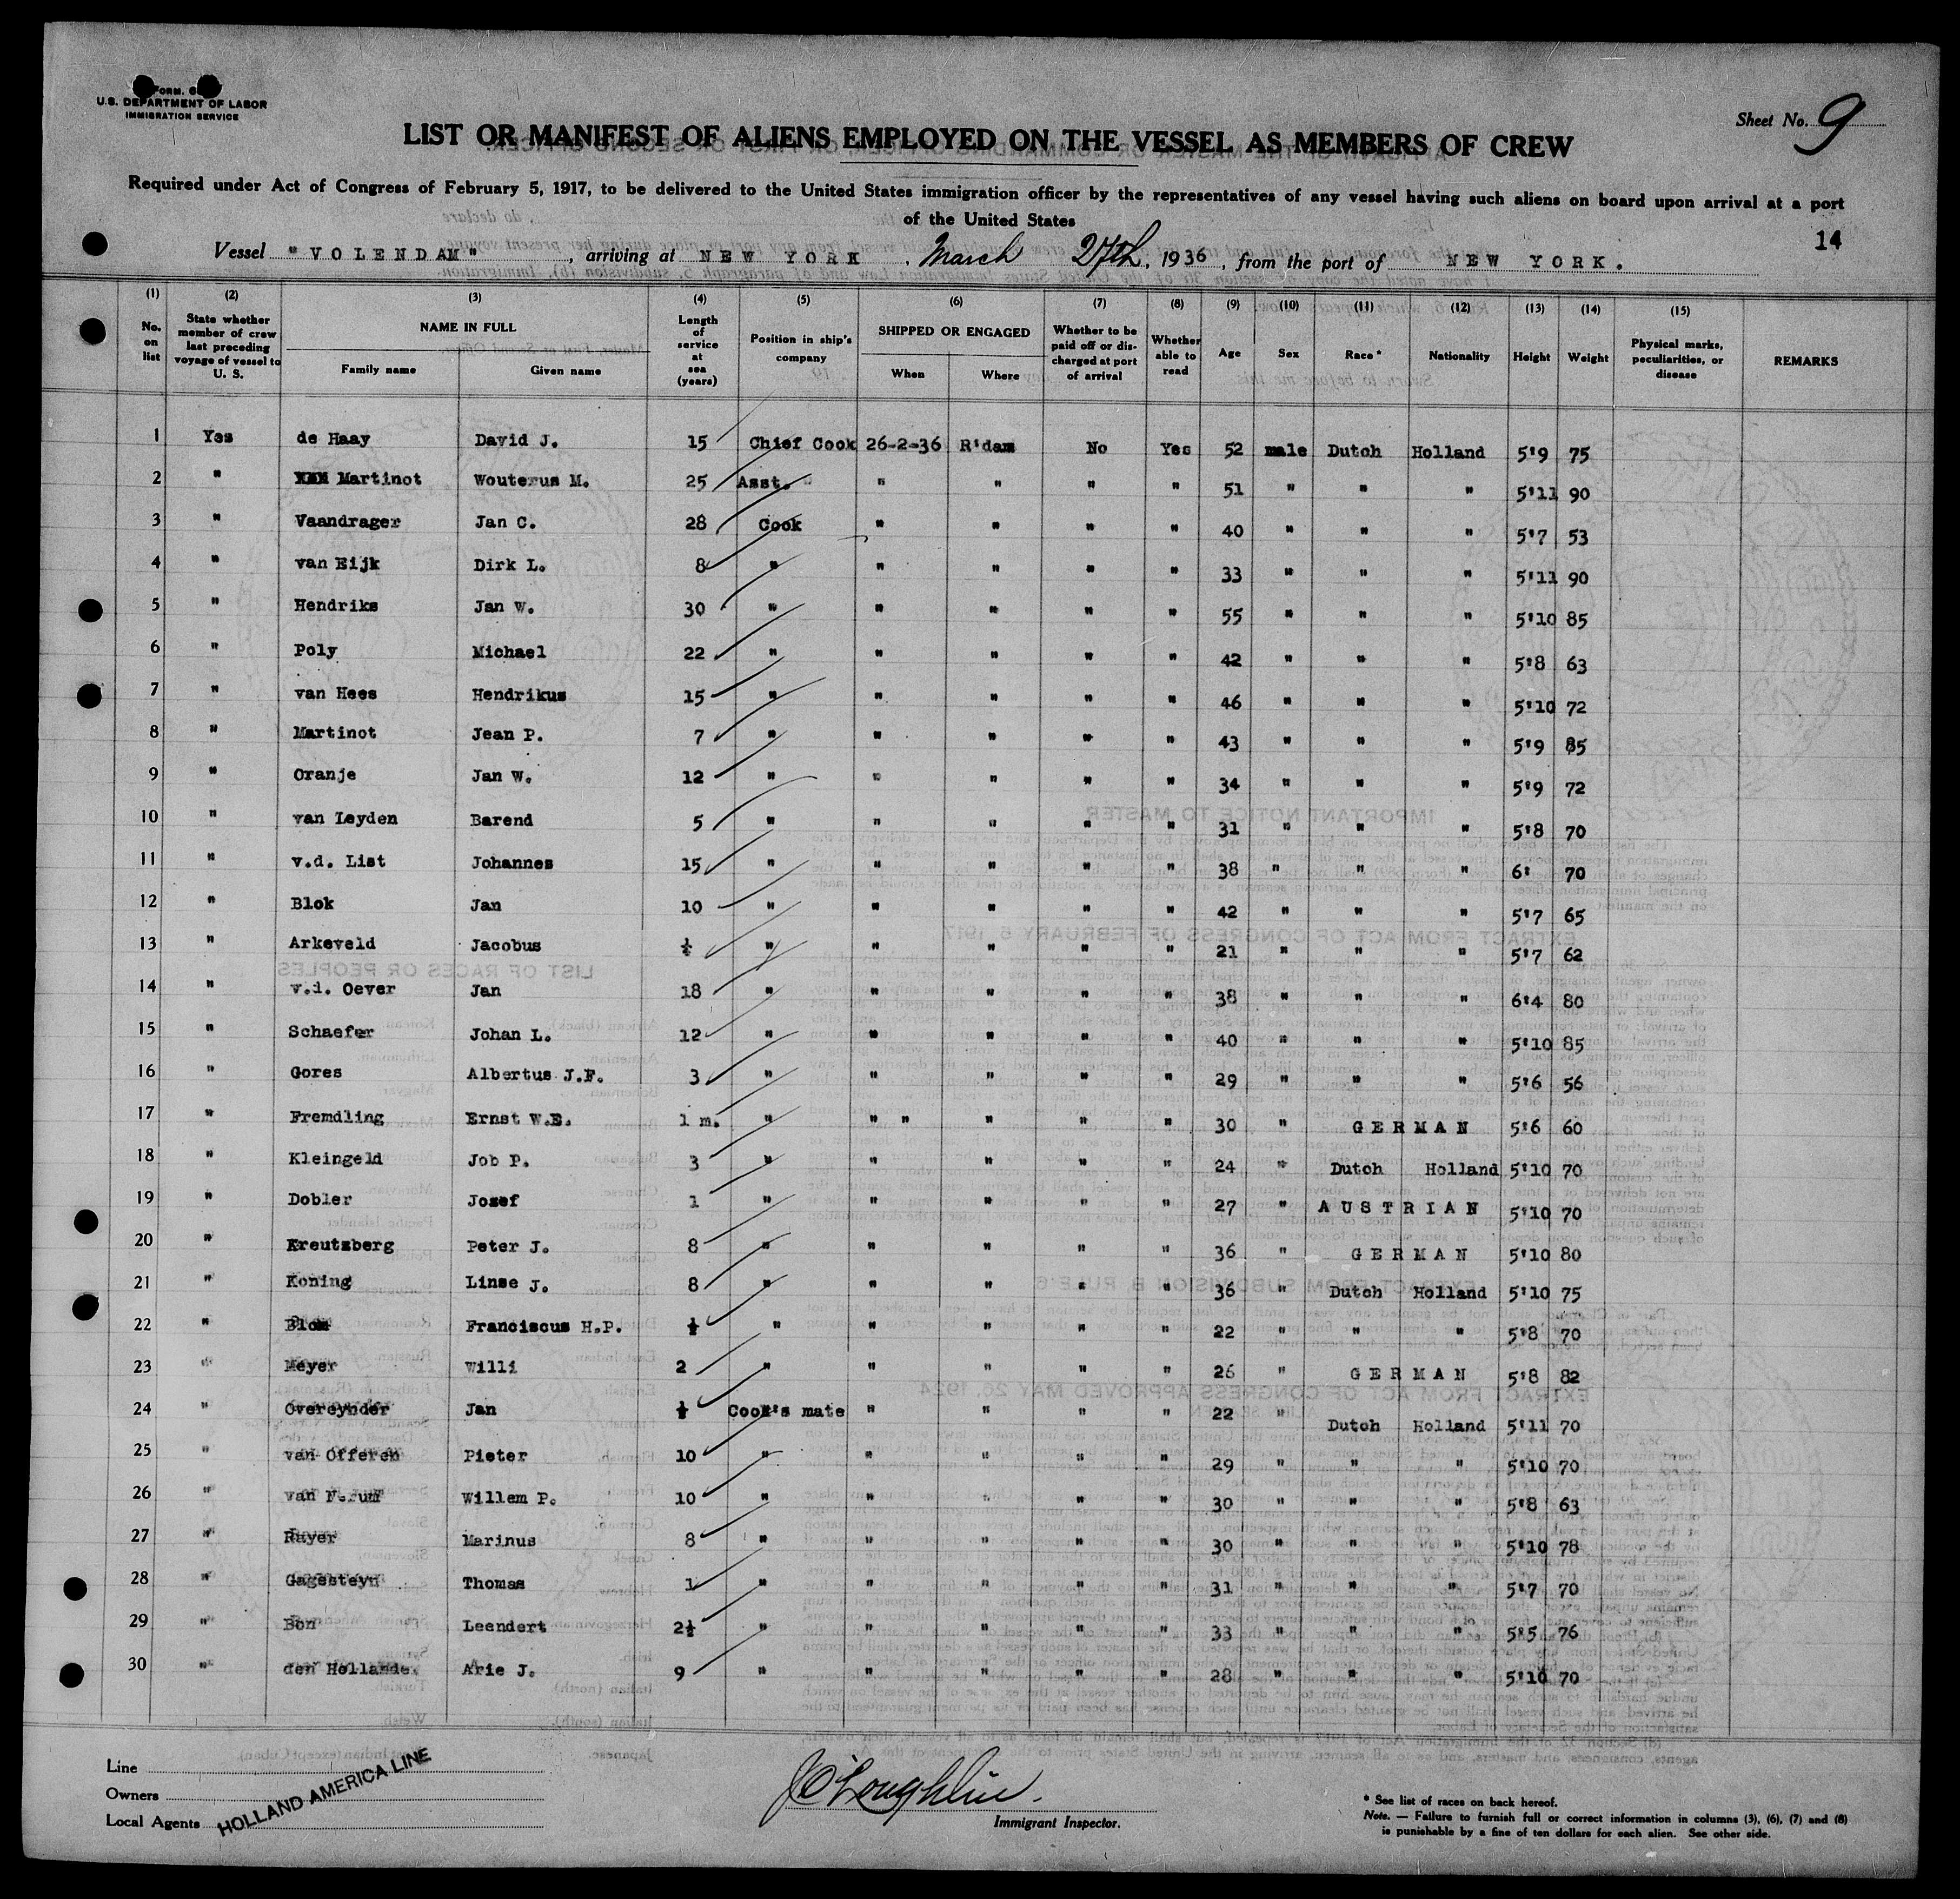 FORM. 6
U.S. DEPARTMENT OF LABOR
IMMIGRATION SERVICE
Sheet No. 9
LIST OR MANIFEST OF ALIENS EMPLOYED ON THE VESSEL AS MEMBERS OF CREW
Required under Act of Congress of February 5, 1917, to be delivered to the United States immigration officer by the representatives of any vessel having such aliens on board upon arrival at a port
of the United States
14
Vessel "VOLENDAM", arriving at NEW YORK, March 27th, 1936, from the port of NEW YORK.
(1) (2) (3) (4) (5) (6) (7) (8) (9) (10) (11) (12) (13) (14) (15)
No. on list State whether member of crew last preceding voyage of vessel to U. S. NAME IN FULL Family name Given name Length of service at sea (years) Position in ship's company SHIPPED OR ENGAGED When Where Whether to be paid off or discharged at port of arrival Whether able to read Age Sex Race * Nationality Height Weight Physical marks, peculiarities, or disease REMARKS
1 Yes de Haay David J. 15 Chief Cook 26-2-36 R'dam No Yes 52 male Dutch Holland 5'9 75
2 " Martinot Wouterus M. 25 Asst. " " " " " 51 " " " 5'11 90
3 " Vaandrager Jan C. 28 Cook " " " " 40 " " " 5'7 53
4 " van Eijk Dirk L. 8 " " " " " 33 " " " 5'11 90
5 " Hendriks Jan W. 30 " " " " " 55 " " " 5'10 85
6 " Poly Michael 22 " " " " " 42 " " " 5'8 63
7 " van Hees Hendrikus 15 " " " " " 46 " " " 5'10 72
8 " Martinot Jean P. 7 " " " " " 43 " " " 5'9 85
9 " Oranje Jan W. 12 " " " " " 34 " " " 5'9 72
10 " van Leyden Barend 5 " " " " " 31 " " " 5'8 70
11 " v.d. List Johannes 15 " " " " " 38 " " " 6' 70
12 " Blok Jan 10 " " " " " 42 " " " 5'7 65
13 " Arkeveld Jacobus ½ " " " " " 21 " " " 5'7 62
14 " v.d. Oever Jan 18 " " " " " 38 " " " 6'4 80
15 " Schaefer Johan L. 12 " " " " " 40 " " " 5'10 85
16 " Gores Albertus J.F. 3 " " " " " 29 " " " 5'6 56
17 " Fremdling Ernst W.E. 1 m. " " " " " " 30 " GERMAN 5'6 60
18 " Kleingeld Job P. 3 " " " " " 24 " Dutch Holland 5'10 70
19 " Dobler Josef 1 " " " " " 27 " AUSTRIAN 5'10 70
20 " Kreutzberg Peter J. 8 " " " " " 36 " GERMAN 5'10 80
21 " Koning Linse J. 8 " " " " " 36 " Dutch Holland 5'10 75
22 " Blom Franciscus H.P. ½ " " " " " 22 " " " 5'8 70
23 " Meyer Willi 2 " " " " " 26 " GERMAN 5'8 82
24 " Overeynder Jan ½ Cook's mate " " " " 22 " Dutch Holland 5'11 70
25 " van Offeren Pieter 10 " " " " " 29 " " " 5'10 70
26 " van Willem P. 10 " " " " " 30 " " " 5'8 63
27 " Rayer Marinus 8 " " " " " 30 " " " 5'10 78
28 " Gagesteyn Thomas 1 " " " " " 31 " " " 5'7 70
29 " Bon Leendert 2½ " " " " " 33 " " " 5'5 76
30 " den Hollander Arie J. 9 " " " " " 28 " " " 5'10 70
Line
Owners
Local Agents
HOLLAND AMERICA LINE
J O'Loughlin.
Immigrant Inspector.
* See list of races on back hereof.
Note. — Failure to furnish full or correct information in columns (3), (6), (7) and (8)
is punishable by a fine of ten dollars for each alien. See other side.